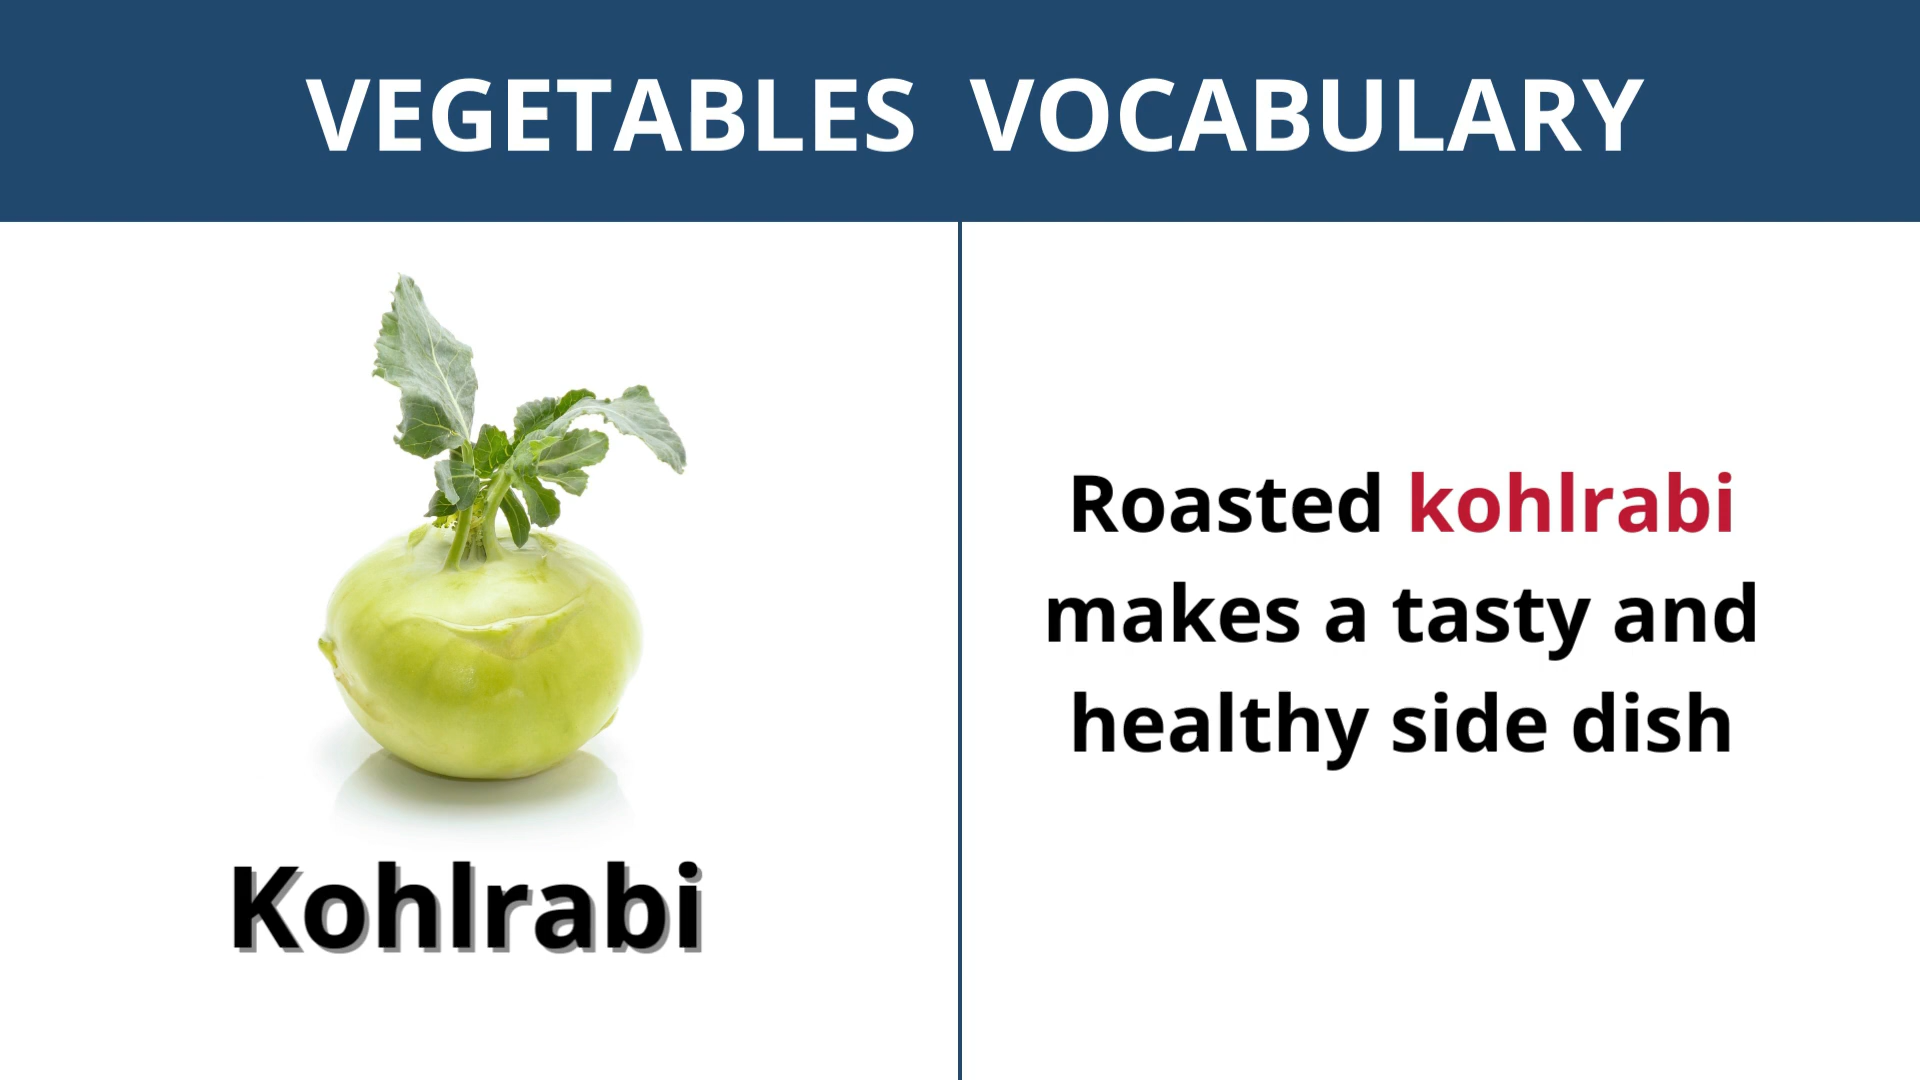 VEGETABLES VOCABULARY
Kohlrabi
Roasted kohlrabi
makes a tasty and
healthy side dish